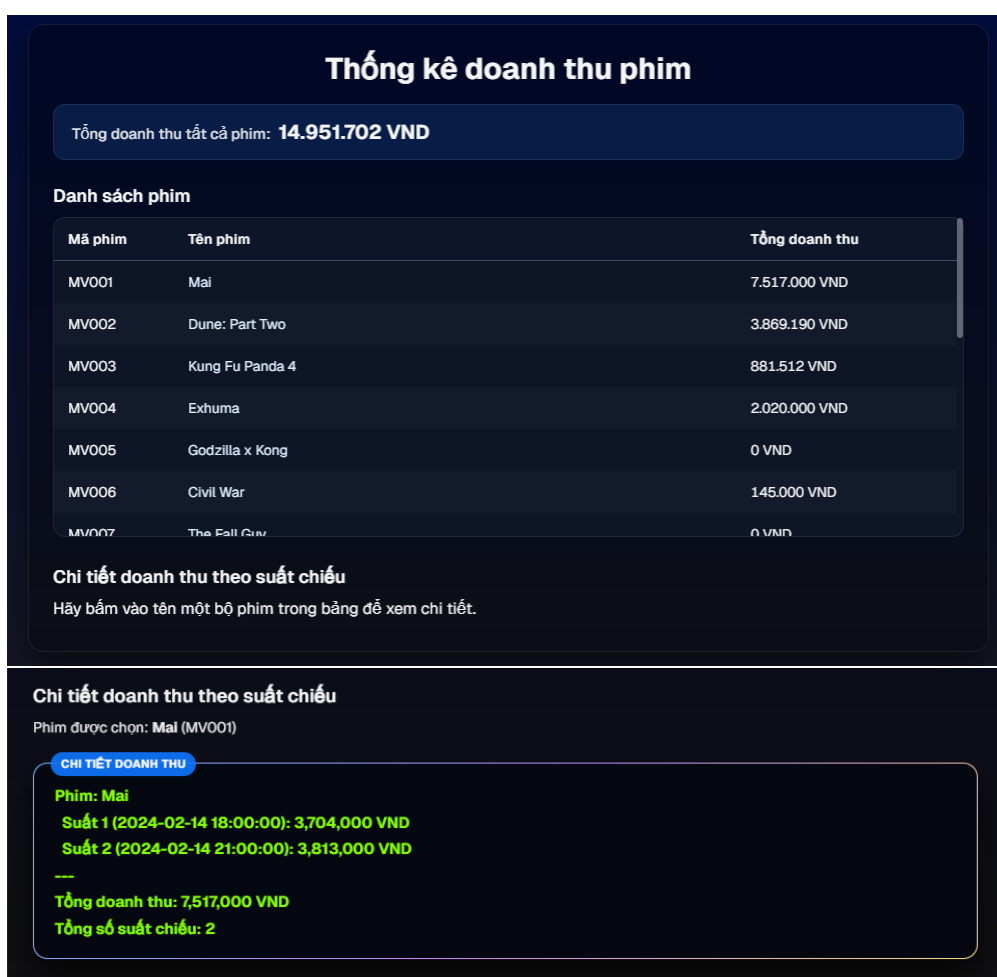 Thống kê doanh thu phim
Tổng doanh thu tất cả phim: 14.951.702 VND
Danh sách phim
Mã phim Tên phim Tổng doanh thu
MV001 Mai 7.517.000 VND
MV002 Dune: Part Two 3.869.190 VND
MV003 Kung Fu Panda 4 881.512 VND
MV004 Exhuma 2.020.000 VND
MV005 Godzilla x Kong 0 VND
MV006 Civil War 145.000 VND
MV007 The Fall Guy 0 VND
Chi tiết doanh thu theo suất chiếu
Hãy bấm vào tên một bộ phim trong bảng để xem chi tiết.
Chi tiết doanh thu theo suất chiếu
Phim được chọn: Mai (MV001)
CHI TIẾT DOANH THU
Phim: Mai
Suất 1 (2024-02-14 18:00:00): 3,704,000 VND
Suất 2 (2024-02-14 21:00:00): 3,813,000 VND
---
Tổng doanh thu: 7,517,000 VND
Tổng số suất chiếu: 2